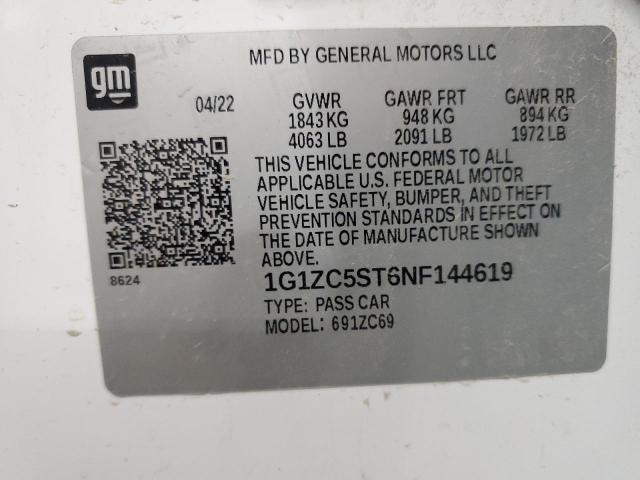 gm
MFD BY GENERAL MOTORS LLC
04/22 GVWR GAWR FRT GAWR RR
1843 KG 948 KG 894 KG
4063 LB 2091 LB 1972 LB
THIS VEHICLE CONFORMS TO ALL
APPLICABLE U.S. FEDERAL MOTOR
VEHICLE SAFETY, BUMPER, AND THEFT
PREVENTION STANDARDS IN EFFECT ON
THE DATE OF MANUFACTURE SHOWN
ABOVE.
8624
1G1ZC5ST6NF144619
TYPE: PASS CAR
MODEL: 691ZC69